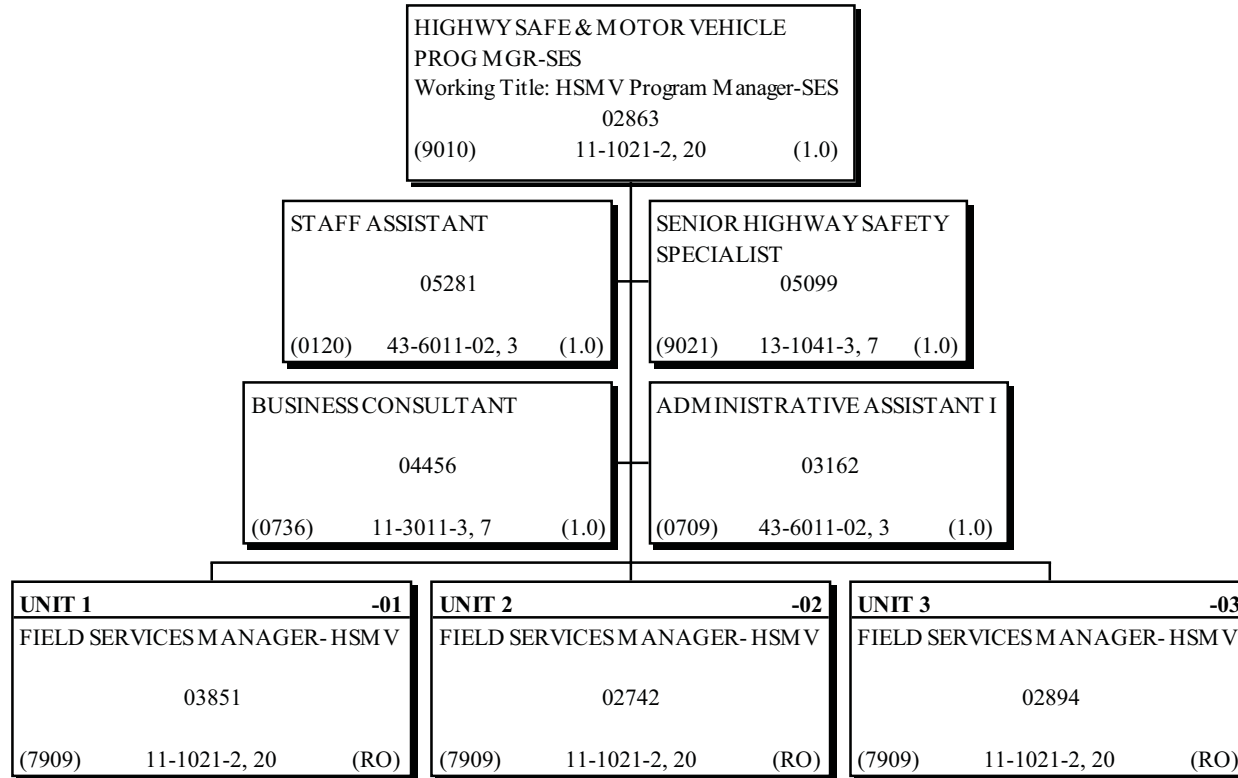 HIGHWY SAFE & MOTOR VEHICLE
PROG MGR-SES
Working Title: HSMV Program Manager-SES
02863
(9010) 11-1021-2, 20 (1.0)
STAFF ASSISTANT
05281
(0120) 43-6011-02, 3 (1.0)
SENIOR HIGHWAY SAFETY
SPECIALIST
05099
(9021) 13-1041-3, 7 (1.0)
BUSINESS CONSULTANT
04456
(0736) 11-3011-3, 7 (1.0)
ADMINISTRATIVE ASSISTANT I
03162
(0709) 43-6011-02, 3 (1.0)
UNIT 1 -01
FIELD SERVICES MANAGER- HSMV
03851
(7909) 11-1021-2, 20 (RO)
UNIT 2 -02
FIELD SERVICES MANAGER- HSMV
02742
(7909) 11-1021-2, 20 (RO)
UNIT 3 -03
FIELD SERVICES MANAGER- HSMV
02894
(7909) 11-1021-2, 20 (RO)